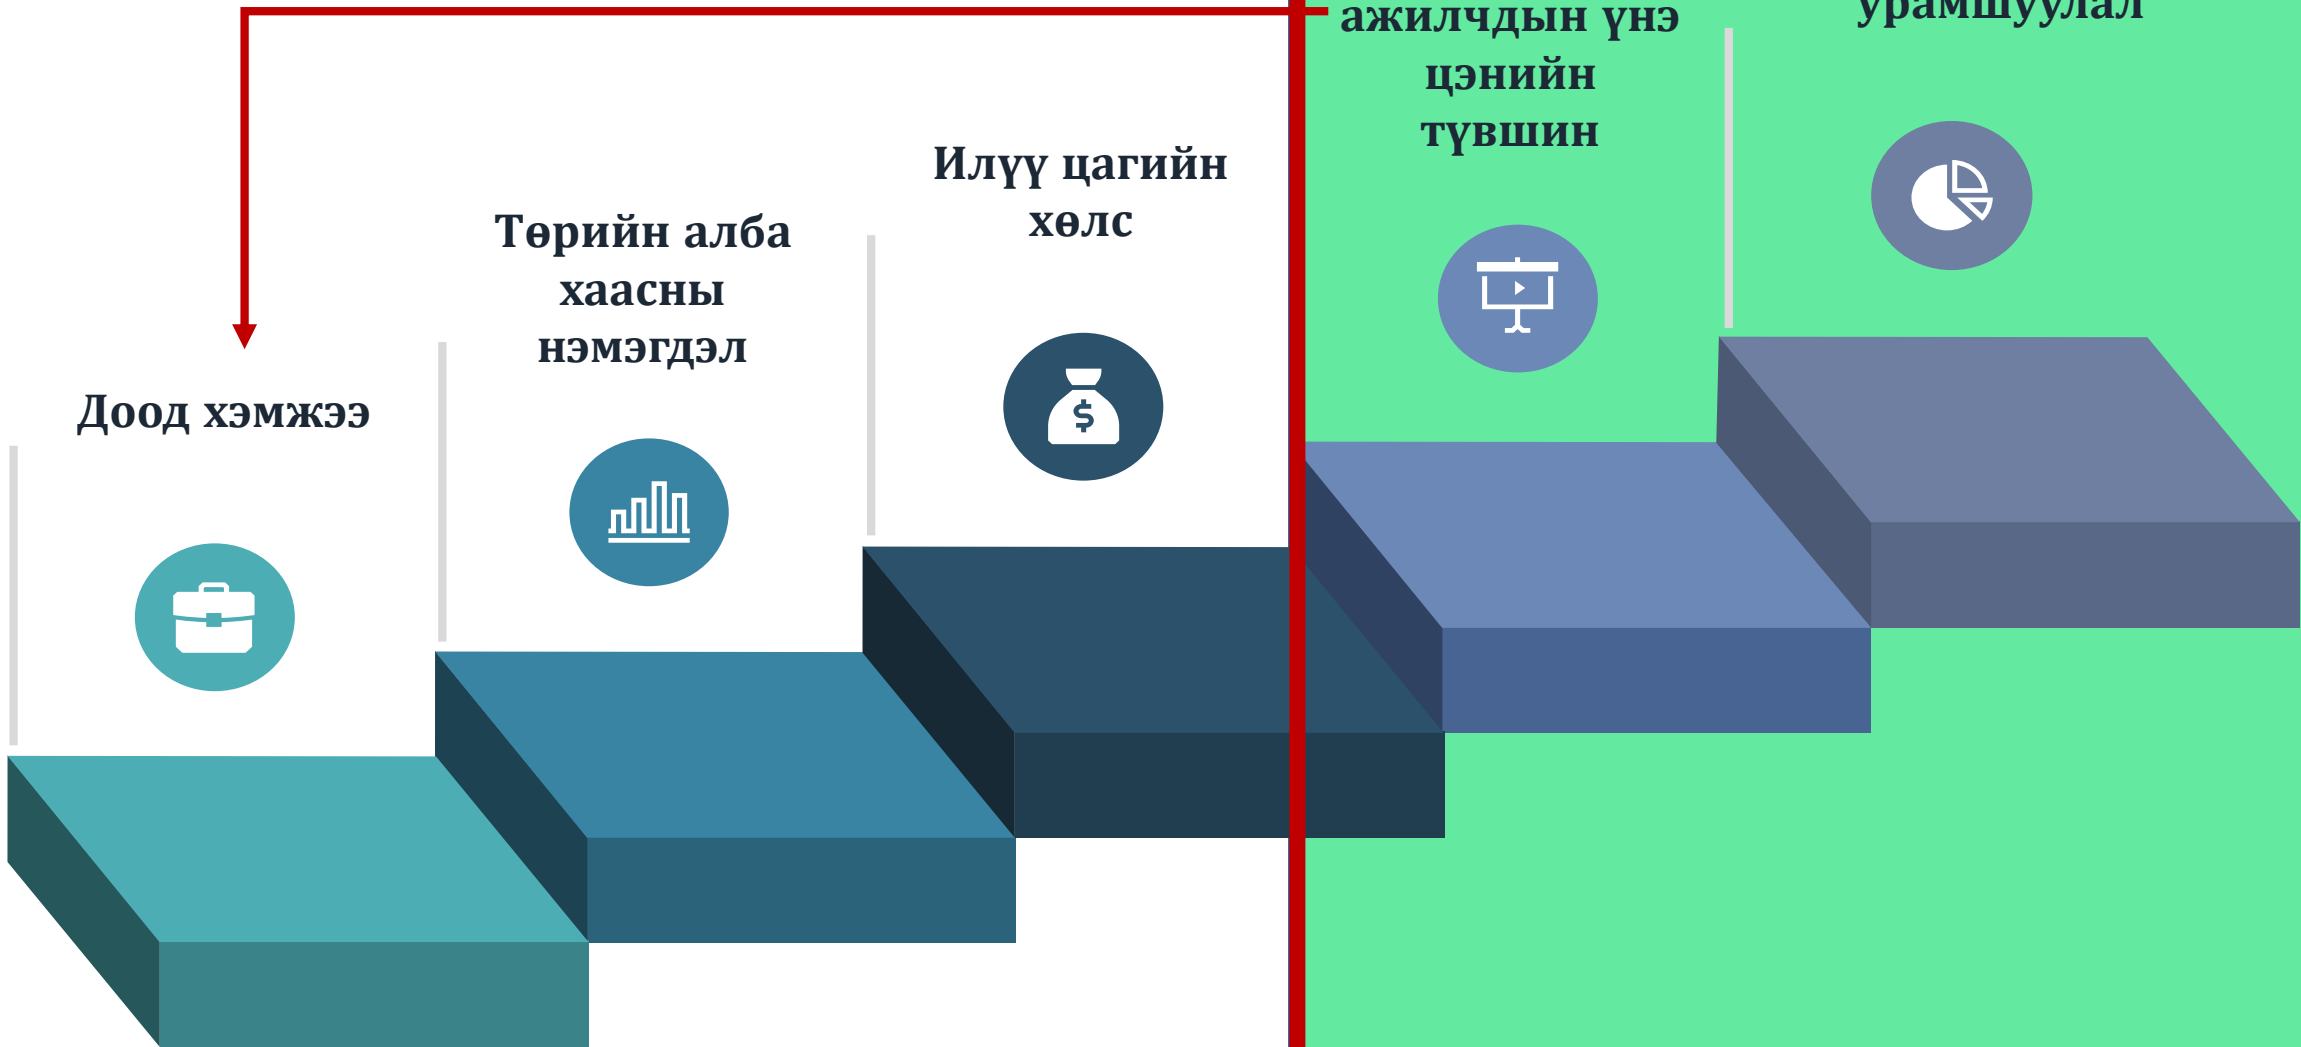 Доод хэмжээ
Төрийн алба
хаасны
нэмэгдэл
Илүү цагийн
хөлс
ажилчдын үнэ
цэнийн
түвшин
урамшуулал